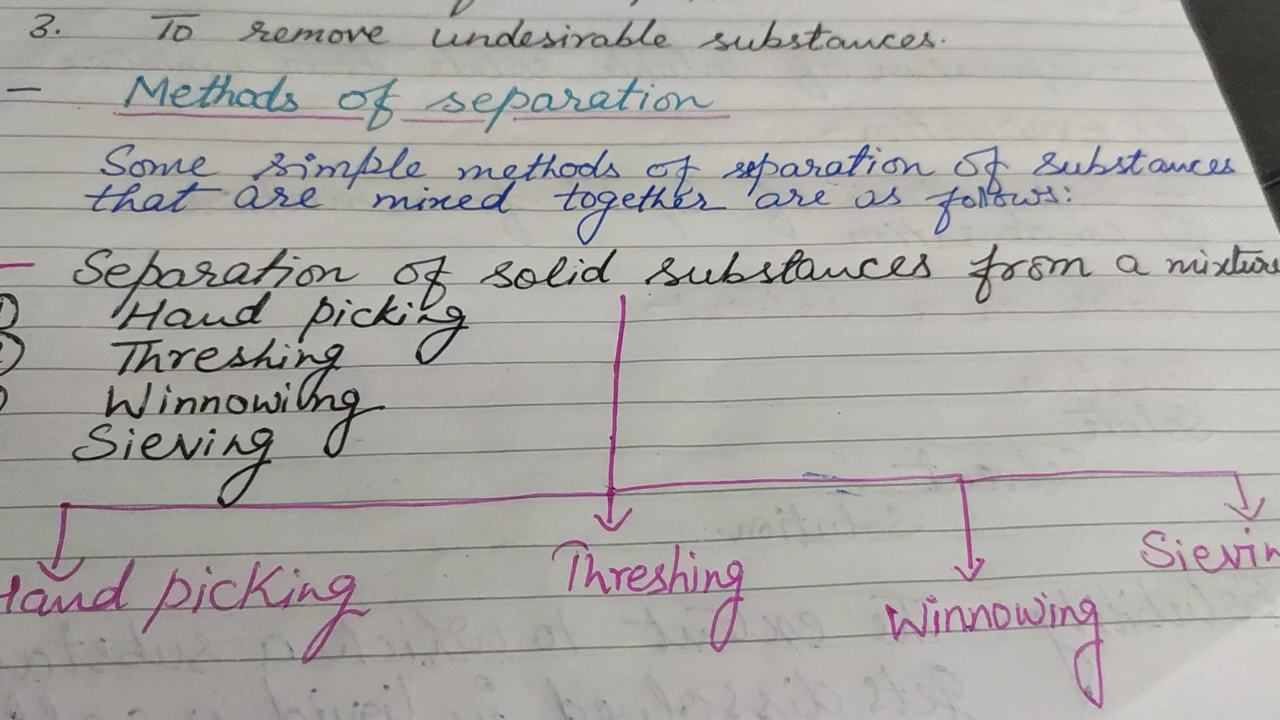 3. To remove undesirable substances.
– Methods of separation
Some simple methods of separation of substances
that are mixed together are as follows:
– Separation of solid substances from a mixture
Hand picking
Threshing
Winnowing
Sieving
Hand picking Threshing Winnowing Sievin